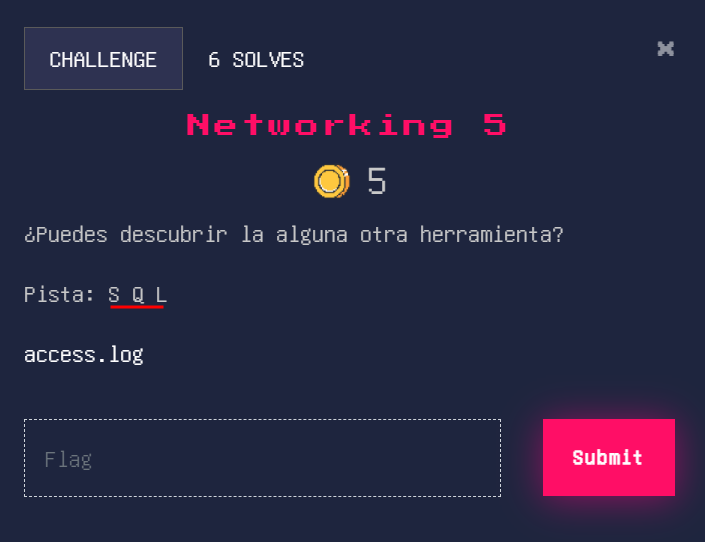 CHALLENGE
6 SOLVES
Networking 5
5
¿Puedes descubrir la alguna otra herramienta?
Pista: S Q L
access.log
Flag
Submit